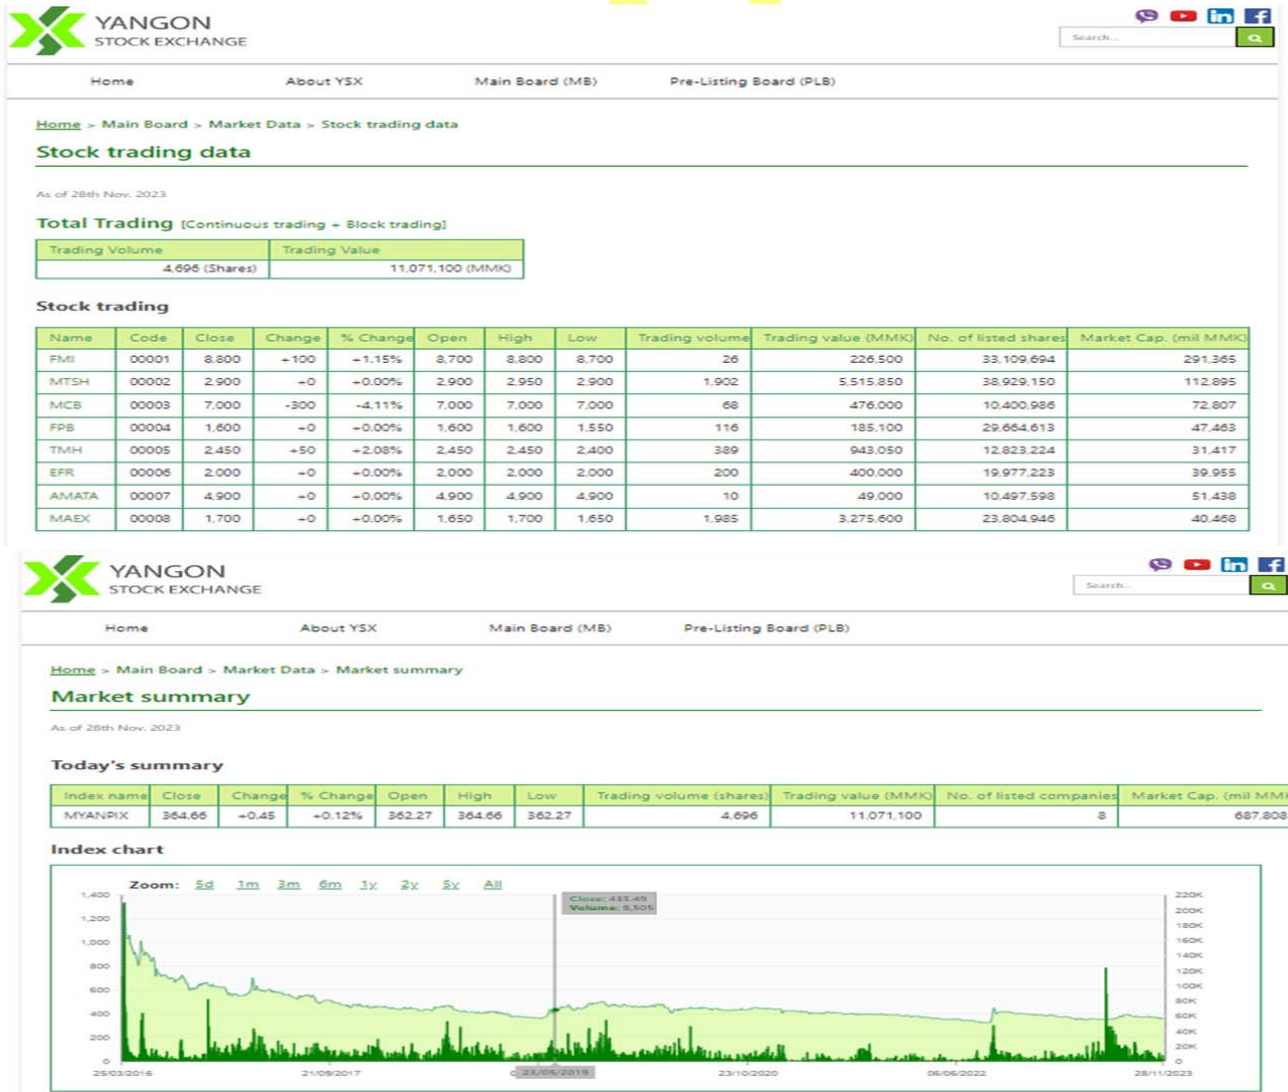 YANGON
STOCK EXCHANGE
Search...
Home About YSX Main Board (MB) Pre-Listing Board (PLB)
Home > Main Board > Market Data > Stock trading data
Stock trading data
As of 28th Nov. 2023
Total Trading [Continuous trading + Block trading]
Trading Volume Trading Value
4,696 (Shares) 11,071,100 (MMK)
Stock trading
Name Code Close Change % Change Open High Low Trading volume Trading value (MMK) No. of listed shares Market Cap. (mil MMK)
FMI 00001 8,800 +100 +1.15% 8,700 8,800 8,700 26 226,500 33,109,694 291,365
MTSH 00002 2,900 +0 +0.00% 2,900 2,950 2,900 1,902 5,515,850 38,929,150 112,895
MCB 00003 7,000 -300 -4.11% 7,000 7,000 7,000 68 476,000 10,400,986 72,807
FPB 00004 1,600 +0 +0.00% 1,600 1,600 1,550 116 185,100 29,664,613 47,463
TMH 00005 2,450 +50 +2.08% 2,450 2,450 2,400 389 943,050 12,823,224 31,417
EFR 00006 2,000 +0 +0.00% 2,000 2,000 2,000 200 400,000 19,977,223 39,955
AMATA 00007 4,900 +0 +0.00% 4,900 4,900 4,900 10 49,000 10,497,598 51,438
MAEX 00008 1,700 +0 +0.00% 1,650 1,700 1,650 1,985 3,275,600 23,804,946 40,468
YANGON
STOCK EXCHANGE
Search...
Home About YSX Main Board (MB) Pre-Listing Board (PLB)
Home > Main Board > Market Data > Market summary
Market summary
As of 28th Nov. 2023
Today's summary
Index name Close Change % Change Open High Low Trading volume (shares) Trading value (MMK) No. of listed companies Market Cap. (mil MM
MYANPIX 364.66 +0.45 +0.12% 362.27 364.66 362.27 4,696 11,071,100 8 687,808
Index chart
Zoom: 5d 1m 3m 6m 1y 2y 5y All
Close: 435.49
Volume: 8,505
1,400 220K
1,200 200K
180K
1,000 160K
140K
800 120K
600 100K
80K
400 60K
40K
200 20K
0 0
25/03/2016 21/09/2017 23/05/2019 23/10/2020 06/06/2022 28/11/2023